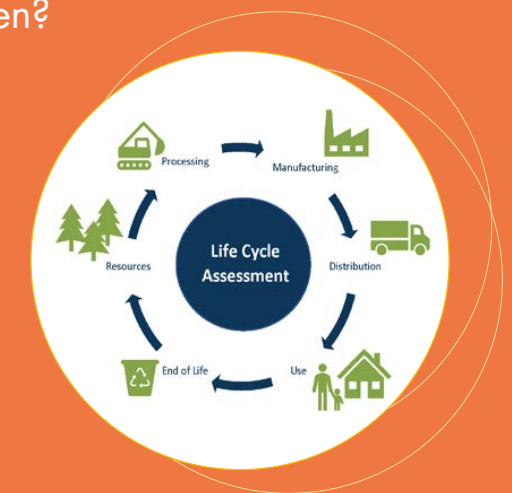 en?
Processing
Manufacturing
Life Cycle
Assessment
Resources
Distribution
End of Life
Use